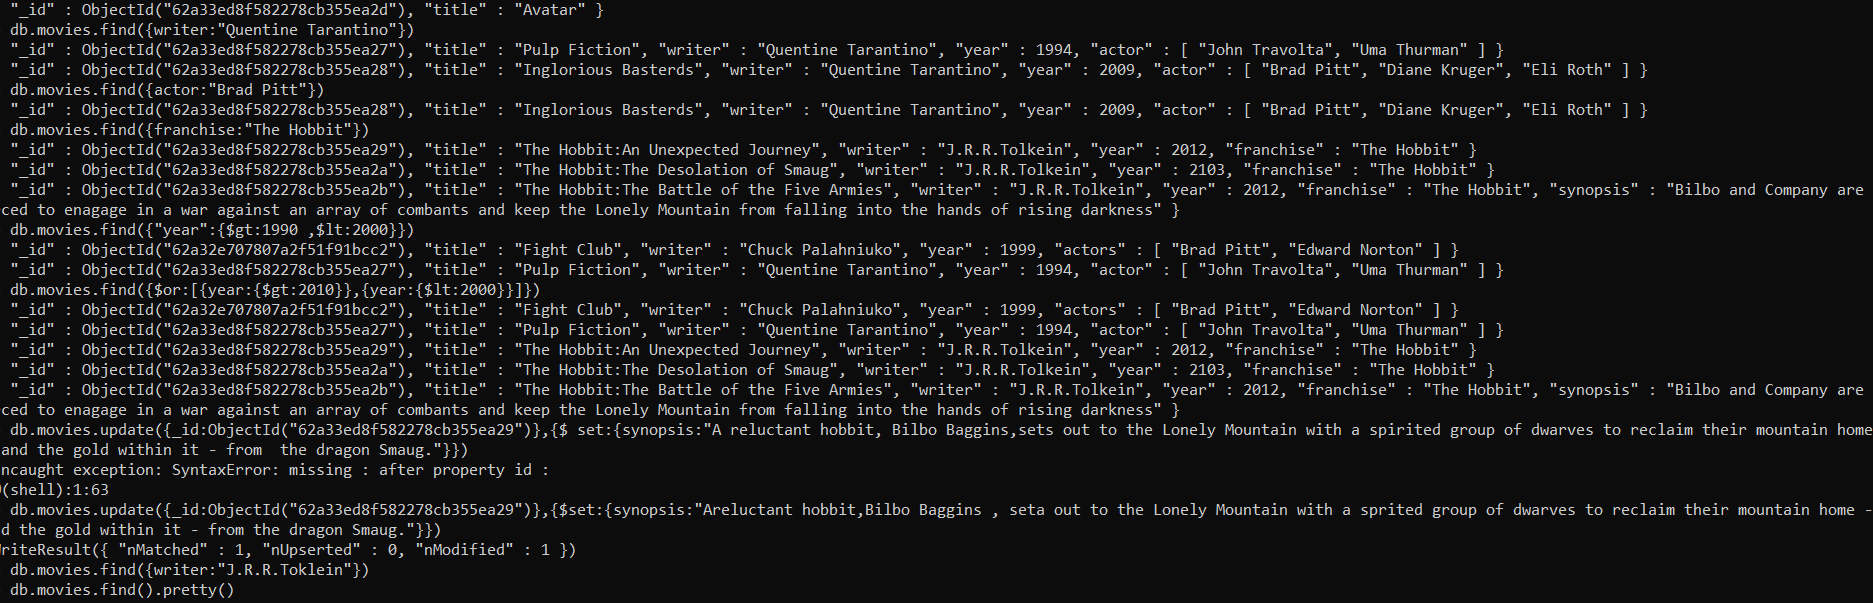 "_id" : ObjectId("62a33ed8f582278cb355ea2d"), "title" : "Avatar" }
db.movies.find({writer:"Quentine Tarantino"})
"_id" : ObjectId("62a33ed8f582278cb355ea27"), "title" : "Pulp Fiction", "writer" : "Quentine Tarantino", "year" : 1994, "actor" : [ "John Travolta", "Uma Thurman" ] }
"_id" : ObjectId("62a33ed8f582278cb355ea28"), "title" : "Inglorious Basterds", "writer" : "Quentine Tarantino", "year" : 2009, "actor" : [ "Brad Pitt", "Diane Kruger", "Eli Roth" ] }
db.movies.find({actor:"Brad Pitt"})
"_id" : ObjectId("62a33ed8f582278cb355ea28"), "title" : "Inglorious Basterds", "writer" : "Quentine Tarantino", "year" : 2009, "actor" : [ "Brad Pitt", "Diane Kruger", "Eli Roth" ] }
db.movies.find({franchise:"The Hobbit"})
"_id" : ObjectId("62a33ed8f582278cb355ea29"), "title" : "The Hobbit:An Unexpected Journey", "writer" : "J.R.R.Tolkein", "year" : 2012, "franchise" : "The Hobbit" }
"_id" : ObjectId("62a33ed8f582278cb355ea2a"), "title" : "The Hobbit:The Desolation of Smaug", "writer" : "J.R.R.Tolkein", "year" : 2103, "franchise" : "The Hobbit" }
"_id" : ObjectId("62a33ed8f582278cb355ea2b"), "title" : "The Hobbit:The Battle of the Five Armies", "writer" : "J.R.R.Tolkein", "year" : 2012, "franchise" : "The Hobbit", "synopsis" : "Bilbo and Company are
ced to enagage in a war against an array of combants and keep the Lonely Mountain from falling into the hands of rising darkness" }
db.movies.find({"year":{$gt:1990 ,$lt:2000}})
"_id" : ObjectId("62a32e707807a2f51f91bcc2"), "title" : "Fight Club", "writer" : "Chuck Palahniuko", "year" : 1999, "actors" : [ "Brad Pitt", "Edward Norton" ] }
"_id" : ObjectId("62a33ed8f582278cb355ea27"), "title" : "Pulp Fiction", "writer" : "Quentine Tarantino", "year" : 1994, "actor" : [ "John Travolta", "Uma Thurman" ] }
db.movies.find({$or:[{year:{$gt:2010}},{year:{$lt:2000}}]})
"_id" : ObjectId("62a32e707807a2f51f91bcc2"), "title" : "Fight Club", "writer" : "Chuck Palahniuko", "year" : 1999, "actors" : [ "Brad Pitt", "Edward Norton" ] }
"_id" : ObjectId("62a33ed8f582278cb355ea27"), "title" : "Pulp Fiction", "writer" : "Quentine Tarantino", "year" : 1994, "actor" : [ "John Travolta", "Uma Thurman" ] }
"_id" : ObjectId("62a33ed8f582278cb355ea29"), "title" : "The Hobbit:An Unexpected Journey", "writer" : "J.R.R.Tolkein", "year" : 2012, "franchise" : "The Hobbit" }
"_id" : ObjectId("62a33ed8f582278cb355ea2a"), "title" : "The Hobbit:The Desolation of Smaug", "writer" : "J.R.R.Tolkein", "year" : 2103, "franchise" : "The Hobbit" }
"_id" : ObjectId("62a33ed8f582278cb355ea2b"), "title" : "The Hobbit:The Battle of the Five Armies", "writer" : "J.R.R.Tolkein", "year" : 2012, "franchise" : "The Hobbit", "synopsis" : "Bilbo and Company are
ced to enagage in a war against an array of combants and keep the Lonely Mountain from falling into the hands of rising darkness" }
db.movies.update({_id:ObjectId("62a33ed8f582278cb355ea29")},{$ set:{synopsis:"A reluctant hobbit, Bilbo Baggins,sets out to the Lonely Mountain with a spirited group of dwarves to reclaim their mountain home
and the gold within it - from  the dragon Smaug."}})
ncaught exception: SyntaxError: missing : after property id :
(shell):1:63
db.movies.update({_id:ObjectId("62a33ed8f582278cb355ea29")},{$set:{synopsis:"Areluctant hobbit,Bilbo Baggins , seta out to the Lonely Mountain with a sprited group of dwarves to reclaim their mountain home -
d the gold within it - from the dragon Smaug."}})
riteResult({ "nMatched" : 1, "nUpserted" : 0, "nModified" : 1 })
db.movies.find({writer:"J.R.R.Toklein"})
db.movies.find().pretty()